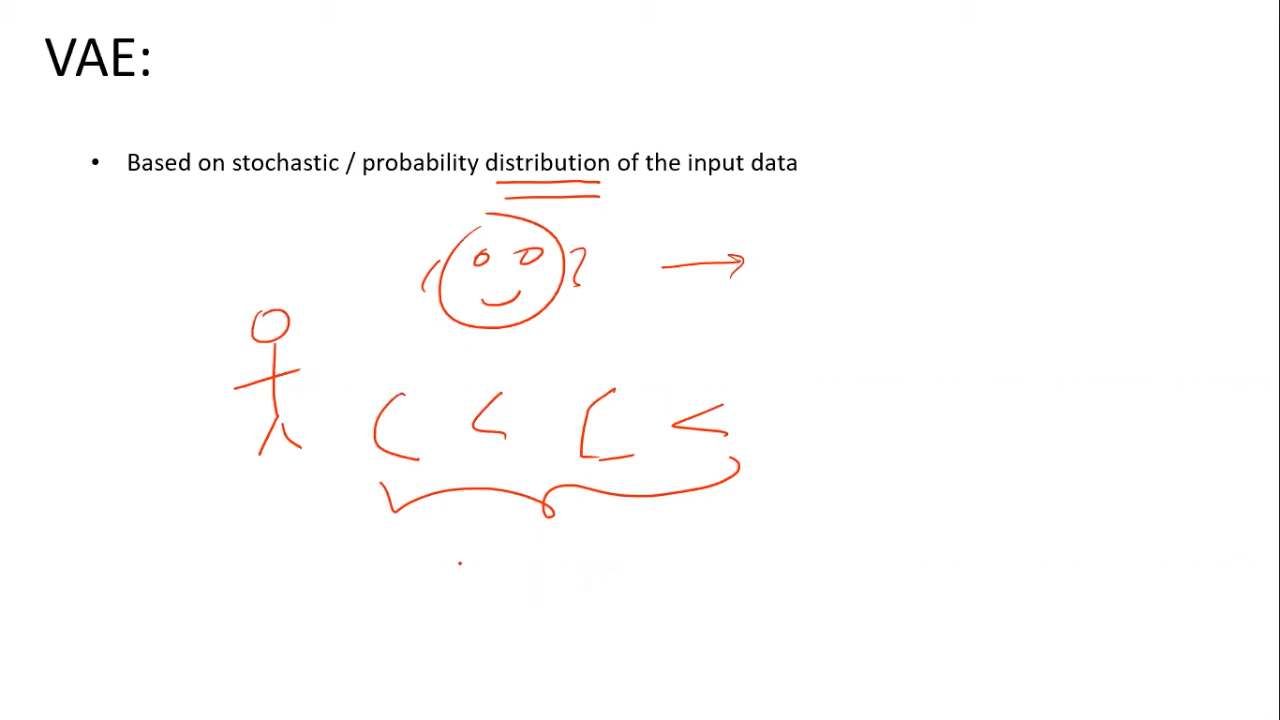 VAE:
• Based on stochastic / probability distribution of the input data